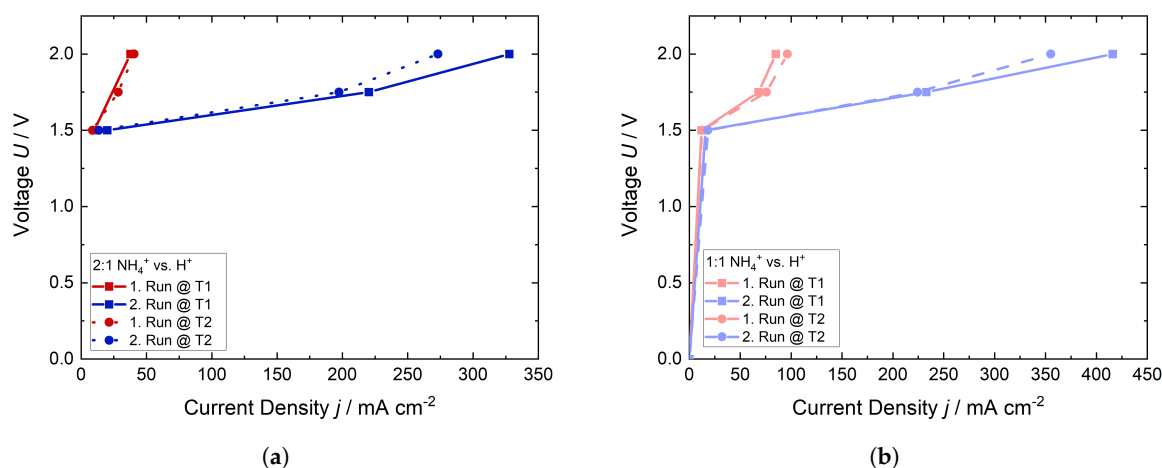 2.0
1.5
1.0
0.5
0.0
Voltage U / V
2:1 NH₄⁺ vs. H⁺
1. Run @ T1
2. Run @ T1
1. Run @ T2
2. Run @ T2
0 50 100 150 200 250 300 350
Current Density j / mA cm⁻²
(a)
2.0
1.5
1.0
0.5
0.0
Voltage U / V
1:1 NH₄⁺ vs. H⁺
1. Run @ T1
2. Run @ T1
1. Run @ T2
2. Run @ T2
0 50 100 150 200 250 300 350 400 450
Current Density j / mA cm⁻²
(b)